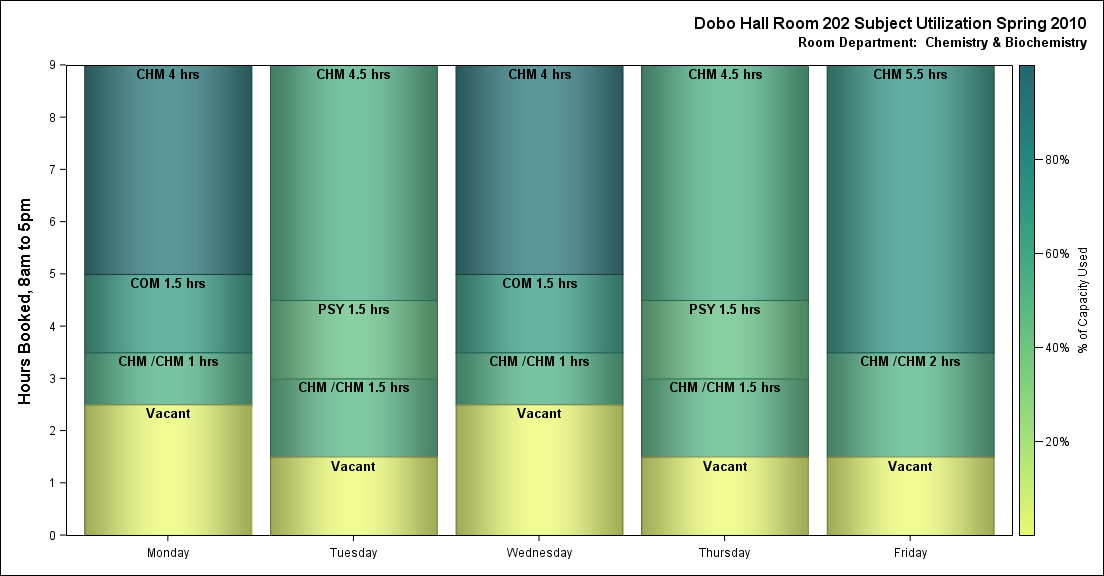 Dobo Hall Room 202 Subject Utilization Spring 2010
Room Department:  Chemistry & Biochemistry
Hours Booked, 8am to 5pm
9
8
7
6
5
4
3
2
1
0
CHM 4 hrs
COM 1.5 hrs
CHM /CHM 1 hrs
Vacant
Monday
CHM 4.5 hrs
PSY 1.5 hrs
CHM /CHM 1.5 hrs
Vacant
Tuesday
CHM 4 hrs
COM 1.5 hrs
CHM /CHM 1 hrs
Vacant
Wednesday
CHM 4.5 hrs
PSY 1.5 hrs
CHM /CHM 1.5 hrs
Vacant
Thursday
CHM 5.5 hrs
CHM /CHM 2 hrs
Vacant
Friday
80%
60%
40%
20%
% of Capacity Used